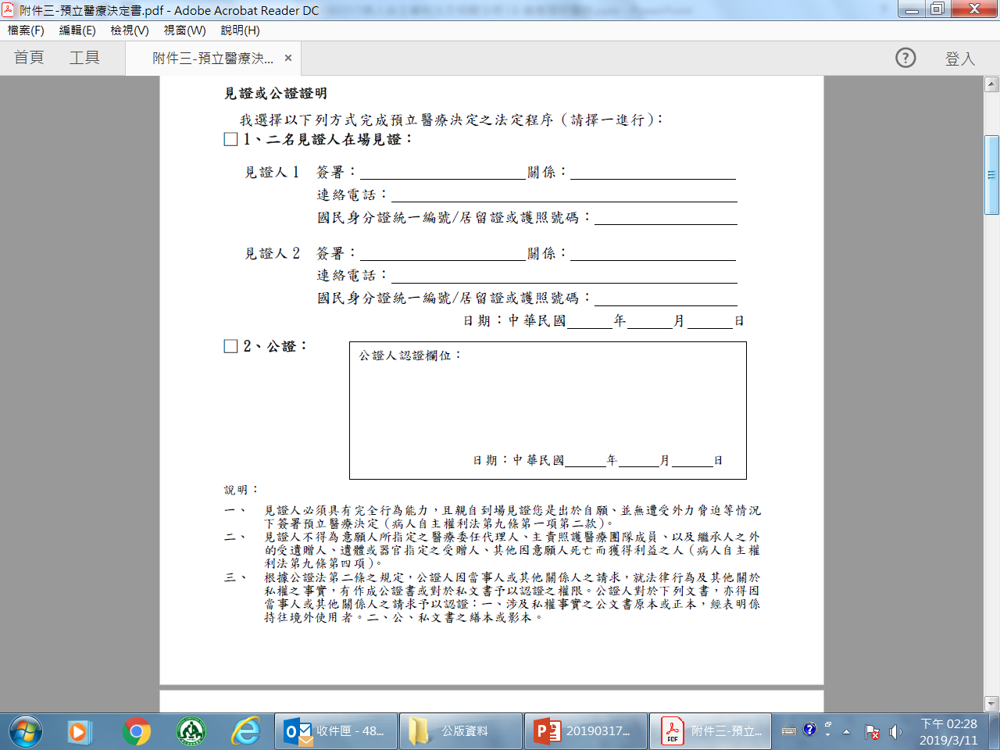 附件三-預立醫療決定書.pdf - Adobe Acrobat Reader DC
檔案(F) 編輯(E) 檢視(V) 視窗(W) 說明(H)
首頁 工具 附件三-預立醫療決... × ? 登入
見證或公證證明
我選擇以下列方式完成預立醫療決定之法定程序（請擇一進行）：
□ 1、二名見證人在場見證：
見證人 1 簽署：＿＿＿＿關係：＿＿＿＿
連絡電話：＿＿＿＿
國民身分證統一編號/居留證或護照號碼：＿＿＿＿
見證人 2 簽署：＿＿＿＿關係：＿＿＿＿
連絡電話：＿＿＿＿
國民身分證統一編號/居留證或護照號碼：＿＿＿＿
日期：中華民國＿＿＿年＿＿＿月＿＿＿日
□ 2、公證：
公證人認證欄位：
日期：中華民國＿＿＿年＿＿＿月＿＿＿日
說明：
一、 見證人必須具有完全行為能力，且親自到場見證您是出於自願、並無遭受外力脅迫等情況
下簽署預立醫療決定（病人自主權利法第九條第一項第二款）。
二、 見證人不得為意願人所指定之醫療委任代理人、主責照護醫療團隊成員、以及繼承人之外
的受遺贈人、遺體或器官指定之受贈人、其他因意願人死亡而獲得利益之人（病人自主權
利法第九條第四項）。
三、 根據公證法第二條之規定，公證人因當事人或其他關係人之請求，就法律行為及其他關於
私權之事實，有作成公證書或對於私文書予以認證之權限。公證人對於下列文書，亦得因
當事人或其他關係人之請求予以認證：一、涉及私權事實之公文書原本或正本，經表明係
持往境外使用者。二、公、私文書之繕本或影本。
收件匣 - 48... 公版資料 20190317... 附件三-預立... 下午 02:28
2019/3/11